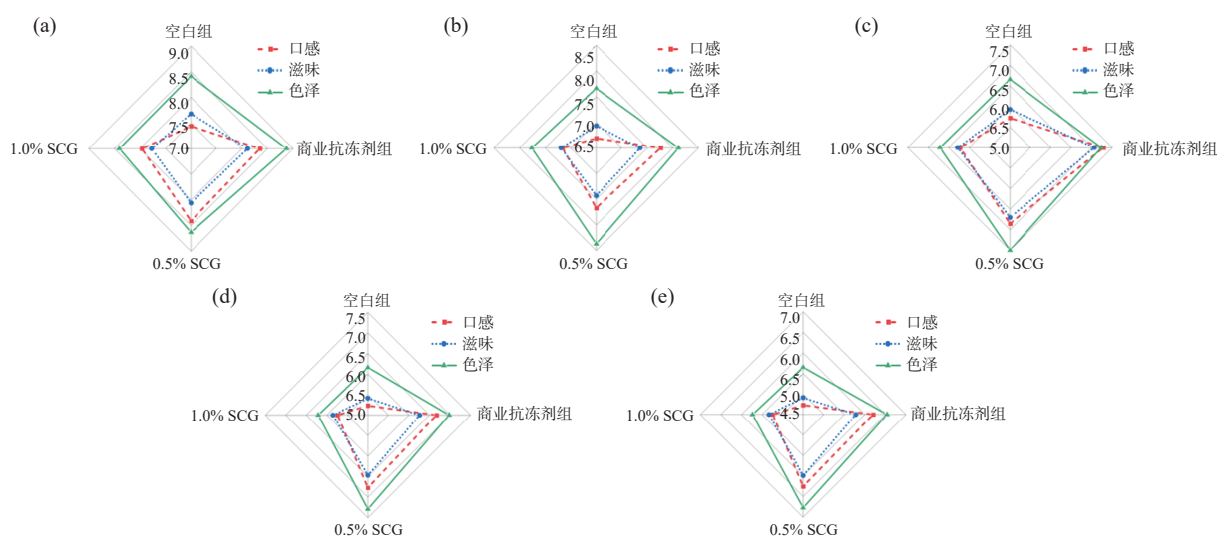 (a)
空白组
9.0
8.5
8.0
7.5
7.0
口感
滋味
色泽
1.0% SCG
商业抗冻剂组
0.5% SCG
(b)
空白组
8.5
8.0
7.5
7.0
6.5
口感
滋味
色泽
1.0% SCG
商业抗冻剂组
0.5% SCG
(c)
空白组
7.5
7.0
6.5
6.0
5.5
5.0
口感
滋味
色泽
1.0% SCG
商业抗冻剂组
0.5% SCG
(d)
空白组
7.5
7.0
6.5
6.0
5.5
5.0
口感
滋味
色泽
1.0% SCG
商业抗冻剂组
0.5% SCG
(e)
空白组
7.0
6.5
6.0
5.5
5.0
4.5
口感
滋味
色泽
1.0% SCG
商业抗冻剂组
0.5% SCG